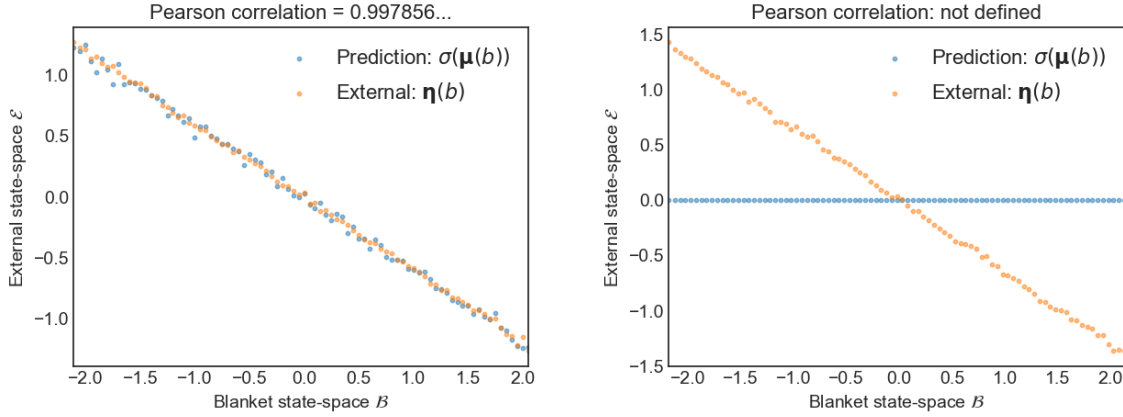 Pearson correlation = 0.997856...
Prediction: σ(μ(b))
External: η(b)
1.0
0.5
0.0
−0.5
−1.0
External state-space ℰ
−2.0 −1.5 −1.0 −0.5 0.0 0.5 1.0 1.5 2.0
Blanket state-space ℬ
Pearson correlation: not defined
Prediction: σ(μ(b))
External: η(b)
1.5
1.0
0.5
0.0
−0.5
−1.0
−1.5
External state-space ℰ
−2.0 −1.5 −1.0 −0.5 0.0 0.5 1.0 1.5 2.0
Blanket state-space ℬ